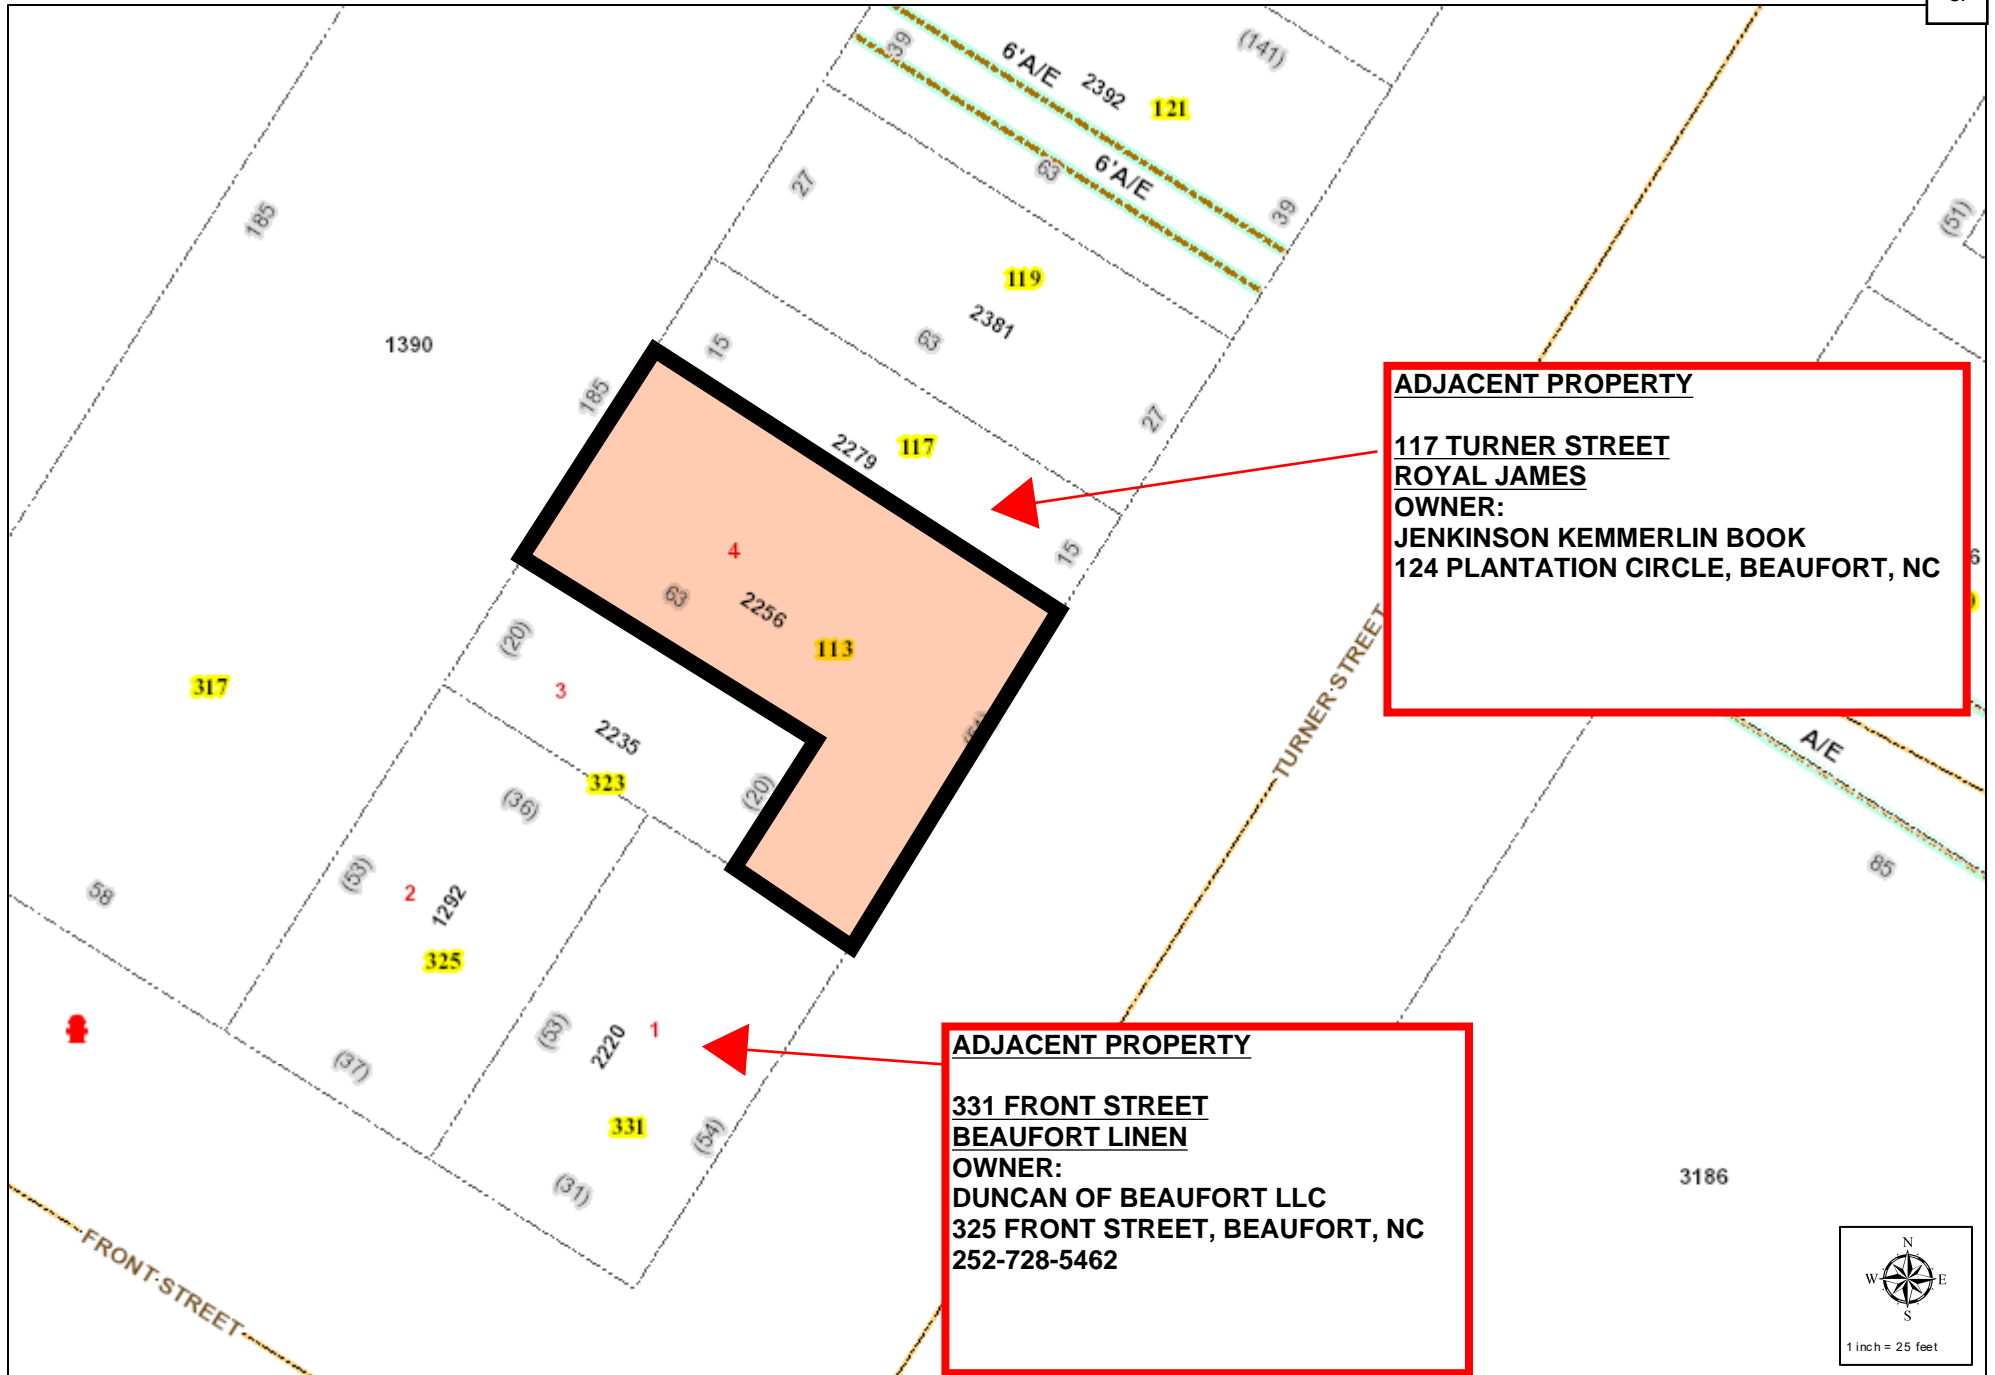 39
6'A/E
2392
121
(141)
6'A/E
63
27
39
(51)
185
119
2381
63
1390
15
185
27
2279
117
15
ADJACENT PROPERTY
117 TURNER STREET
ROYAL JAMES
OWNER:
JENKINSON KEMMERLIN BOOK
124 PLANTATION CIRCLE, BEAUFORT, NC
4
63
2256
113
(20)
317
3
2235
323
(20)
TURNER STREET
A/E
85
(36)
(53)
2
1292
325
58
(37)
(53)
2220
1
331
(54)
(31)
ADJACENT PROPERTY
331 FRONT STREET
BEAUFORT LINEN
OWNER:
DUNCAN OF BEAUFORT LLC
325 FRONT STREET, BEAUFORT, NC
252-728-5462
3186
FRONT STREET
N
W E
S
1 inch = 25 feet